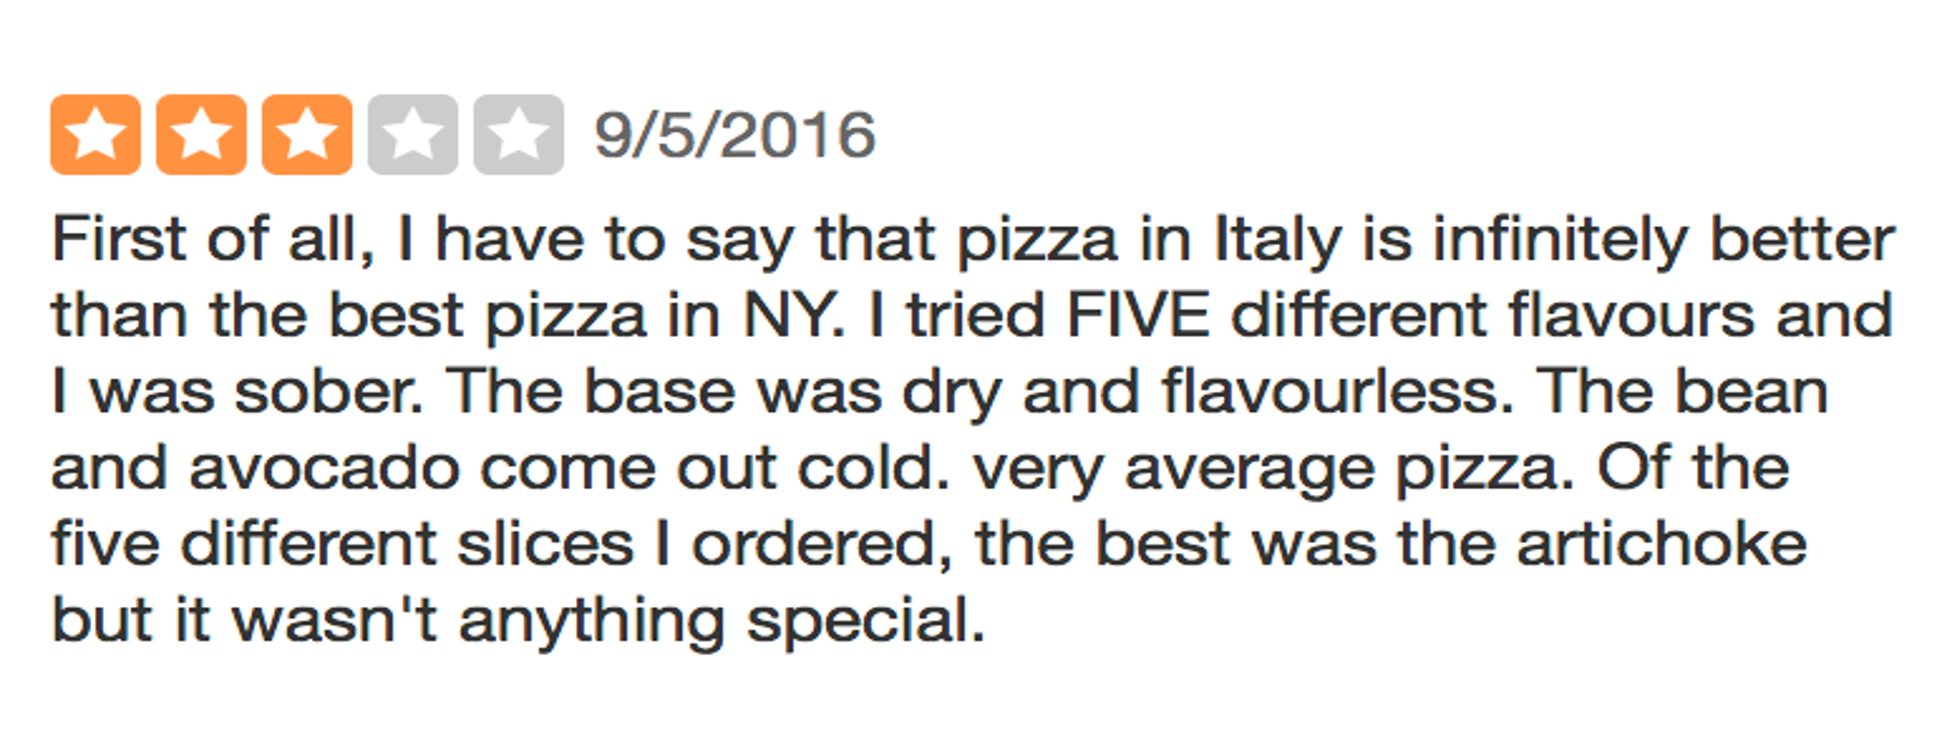 9/5/2016
First of all, I have to say that pizza in Italy is infinitely better
than the best pizza in NY. I tried FIVE different flavours and
I was sober. The base was dry and flavourless. The bean
and avocado come out cold. very average pizza. Of the
five different slices I ordered, the best was the artichoke
but it wasn't anything special.